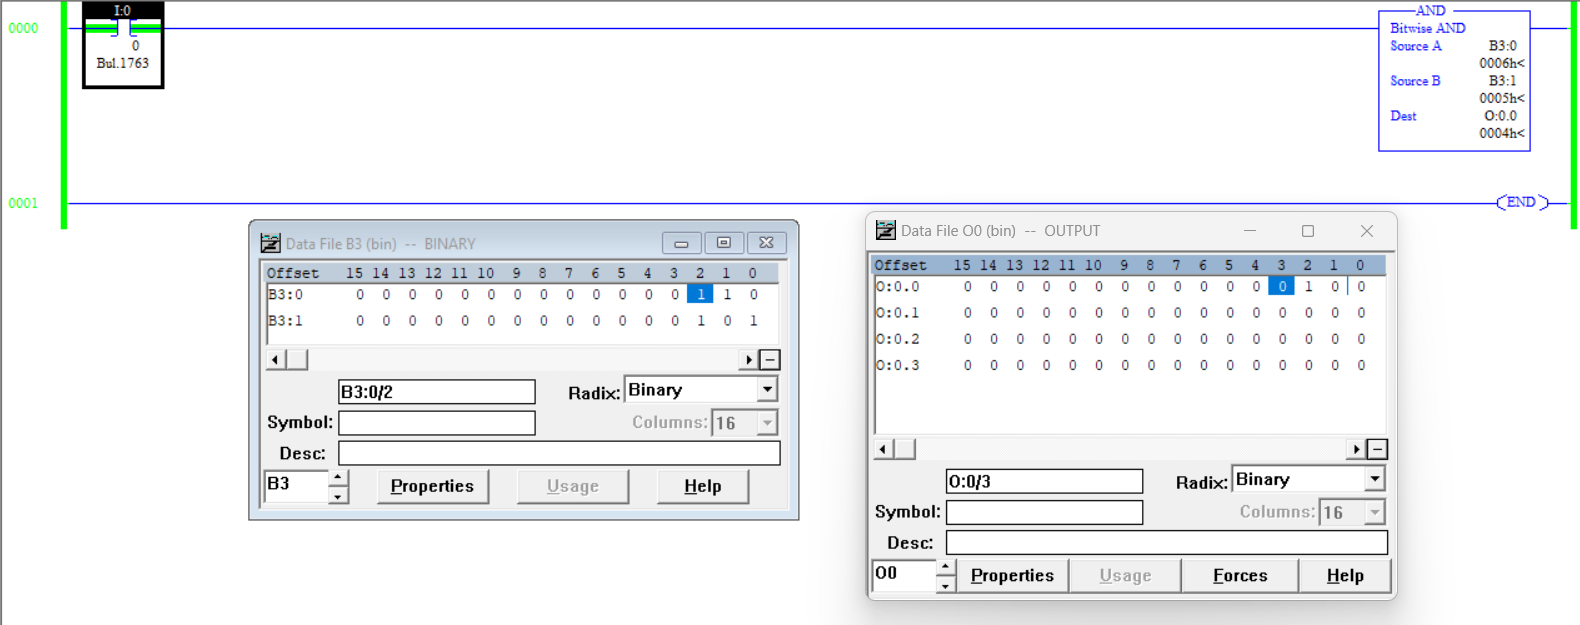 I:0
0000
0
Bul.1763
AND
Bitwise AND
Source A B3:0
0006h<
Source B B3:1
0005h<
Dest O:0.0
0004h<
0001
END
Data File B3 (bin) -- BINARY
Offset 15 14 13 12 11 10 9 8 7 6 5 4 3 2 1 0
B3:0 0 0 0 0 0 0 0 0 0 0 0 0 0 1 1 0
B3:1 0 0 0 0 0 0 0 0 0 0 0 0 0 1 0 1
B3:0/2
Radix: Binary
Symbol:
Columns: 16
Desc:
B3
Properties
Usage
Help
Data File O0 (bin) -- OUTPUT
Offset 15 14 13 12 11 10 9 8 7 6 5 4 3 2 1 0
O:0.0 0 0 0 0 0 0 0 0 0 0 0 0 0 1 0 0
O:0.1 0 0 0 0 0 0 0 0 0 0 0 0 0 0 0 0
O:0.2 0 0 0 0 0 0 0 0 0 0 0 0 0 0 0 0
O:0.3 0 0 0 0 0 0 0 0 0 0 0 0 0 0 0 0
O:0/3
Radix: Binary
Symbol:
Columns: 16
Desc:
O0
Properties
Usage
Forces
Help